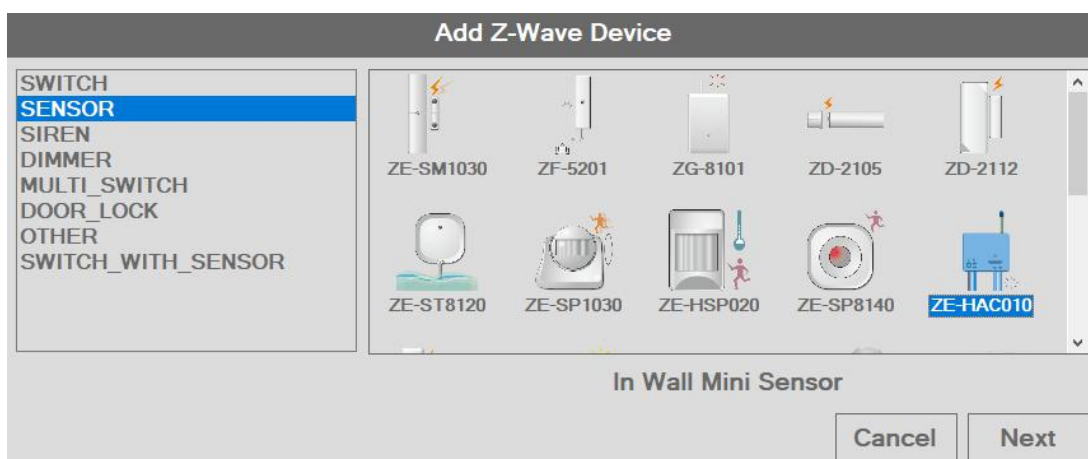 Add Z-Wave Device
SWITCH
SENSOR
SIREN
DIMMER
MULTI_SWITCH
DOOR_LOCK
OTHER
SWITCH_WITH_SENSOR
ZE-SM1030 ZF-5201 ZG-8101 ZD-2105 ZD-2112
ZE-ST8120 ZE-SP1030 ZE-HSP020 ZE-SP8140 ZE-HAC010
In Wall Mini Sensor
Cancel Next